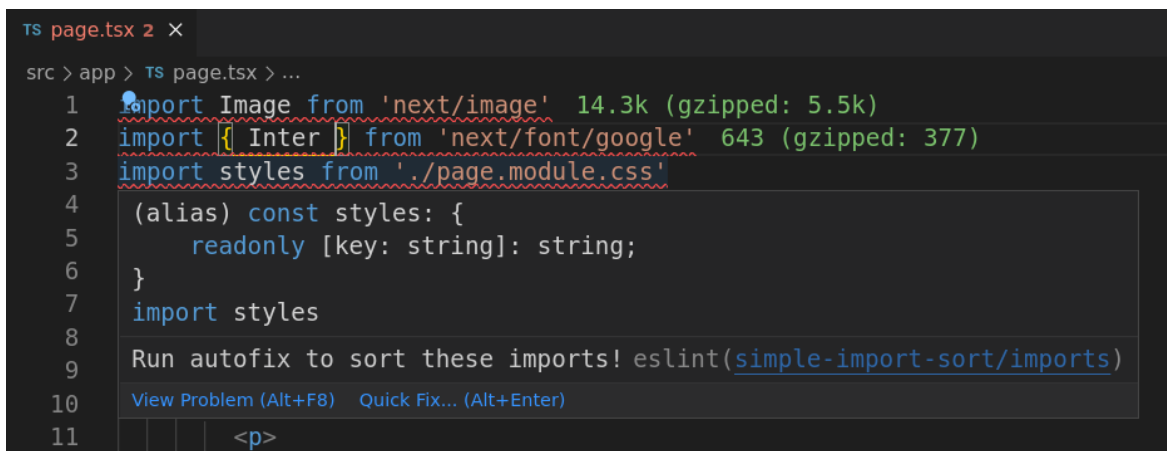 TS page.tsx 2 ×
src > app > TS page.tsx > ...
1 import Image from 'next/image' 14.3k (gzipped: 5.5k)
2 import { Inter } from 'next/font/google' 643 (gzipped: 377)
3 import styles from './page.module.css'
4 (alias) const styles: {
5 readonly [key: string]: string;
6 }
7 import styles
8
9 Run autofix to sort these imports! eslint(simple-import-sort/imports)
10 View Problem (Alt+F8) Quick Fix... (Alt+Enter)
11 <p>